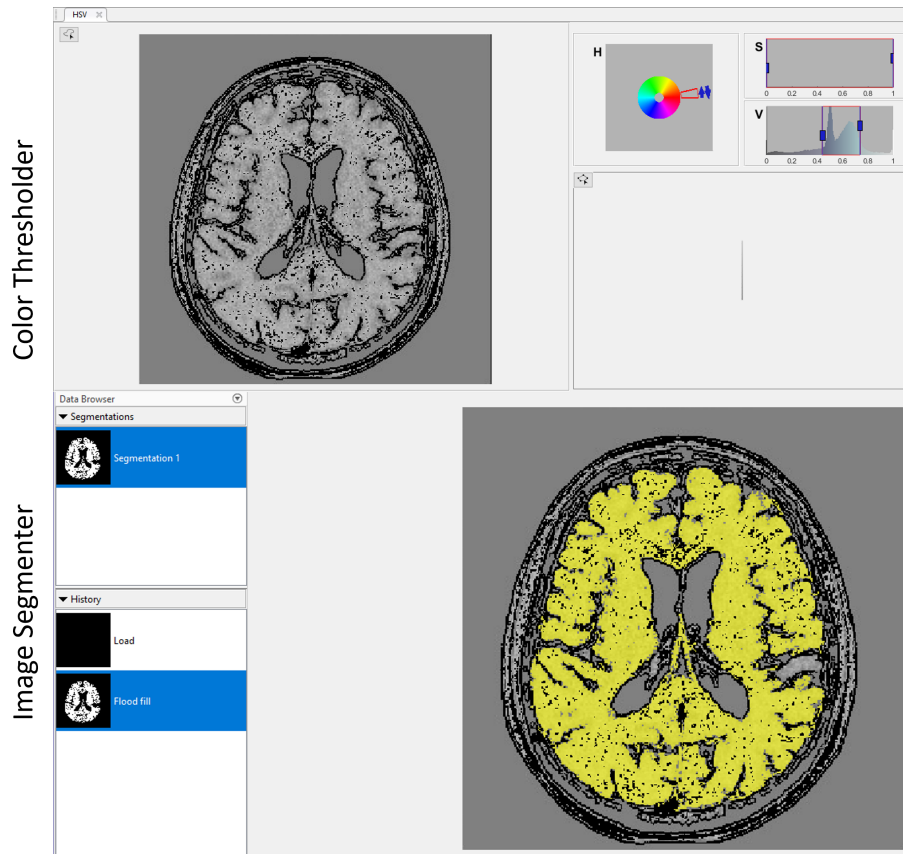 HSV
Color Thresholder
H
S
0 0.2 0.4 0.6 0.8 1
V
0 0.2 0.4 0.6 0.8 1
Image Segmenter
Data Browser
Segmentations
Segmentation 1
History
Load
Flood fill